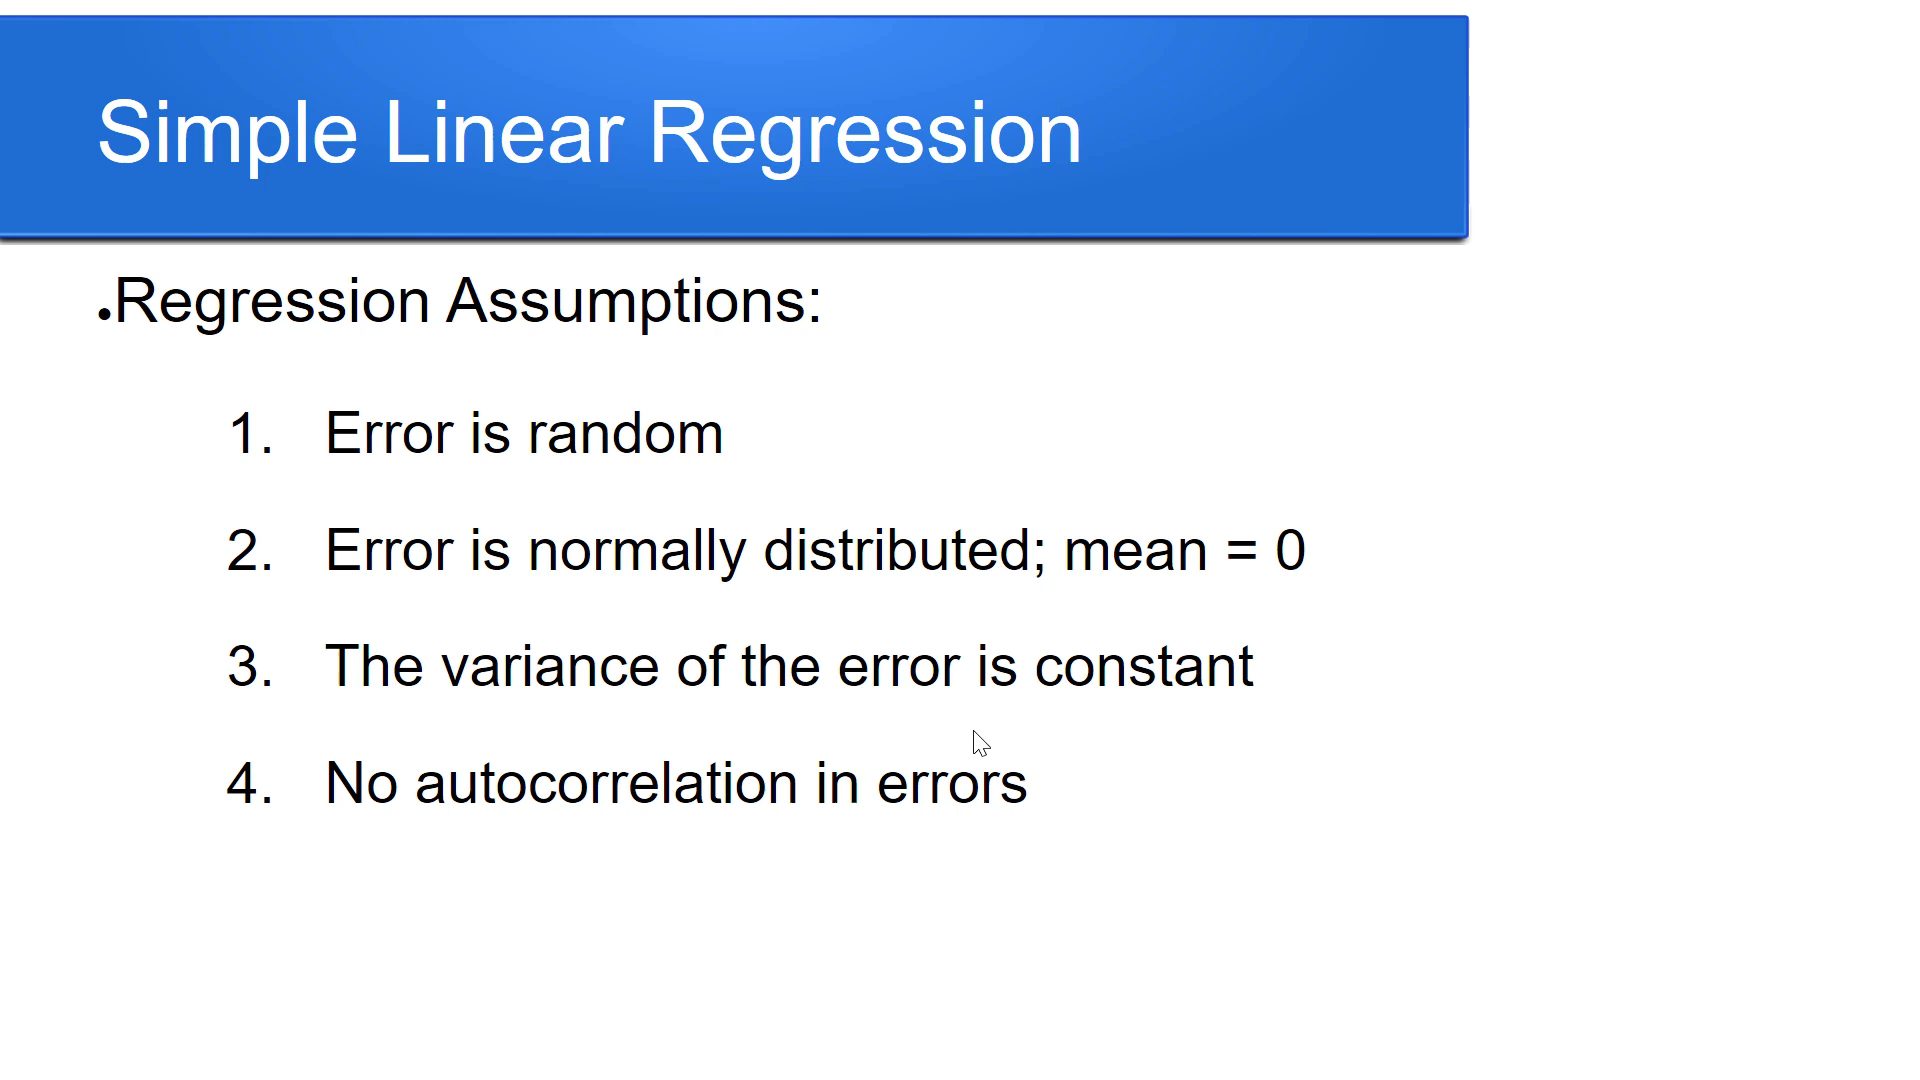 Simple Linear Regression
●Regression Assumptions:
1. Error is random
2. Error is normally distributed; mean = 0
3. The variance of the error is constant
4. No autocorrelation in errors